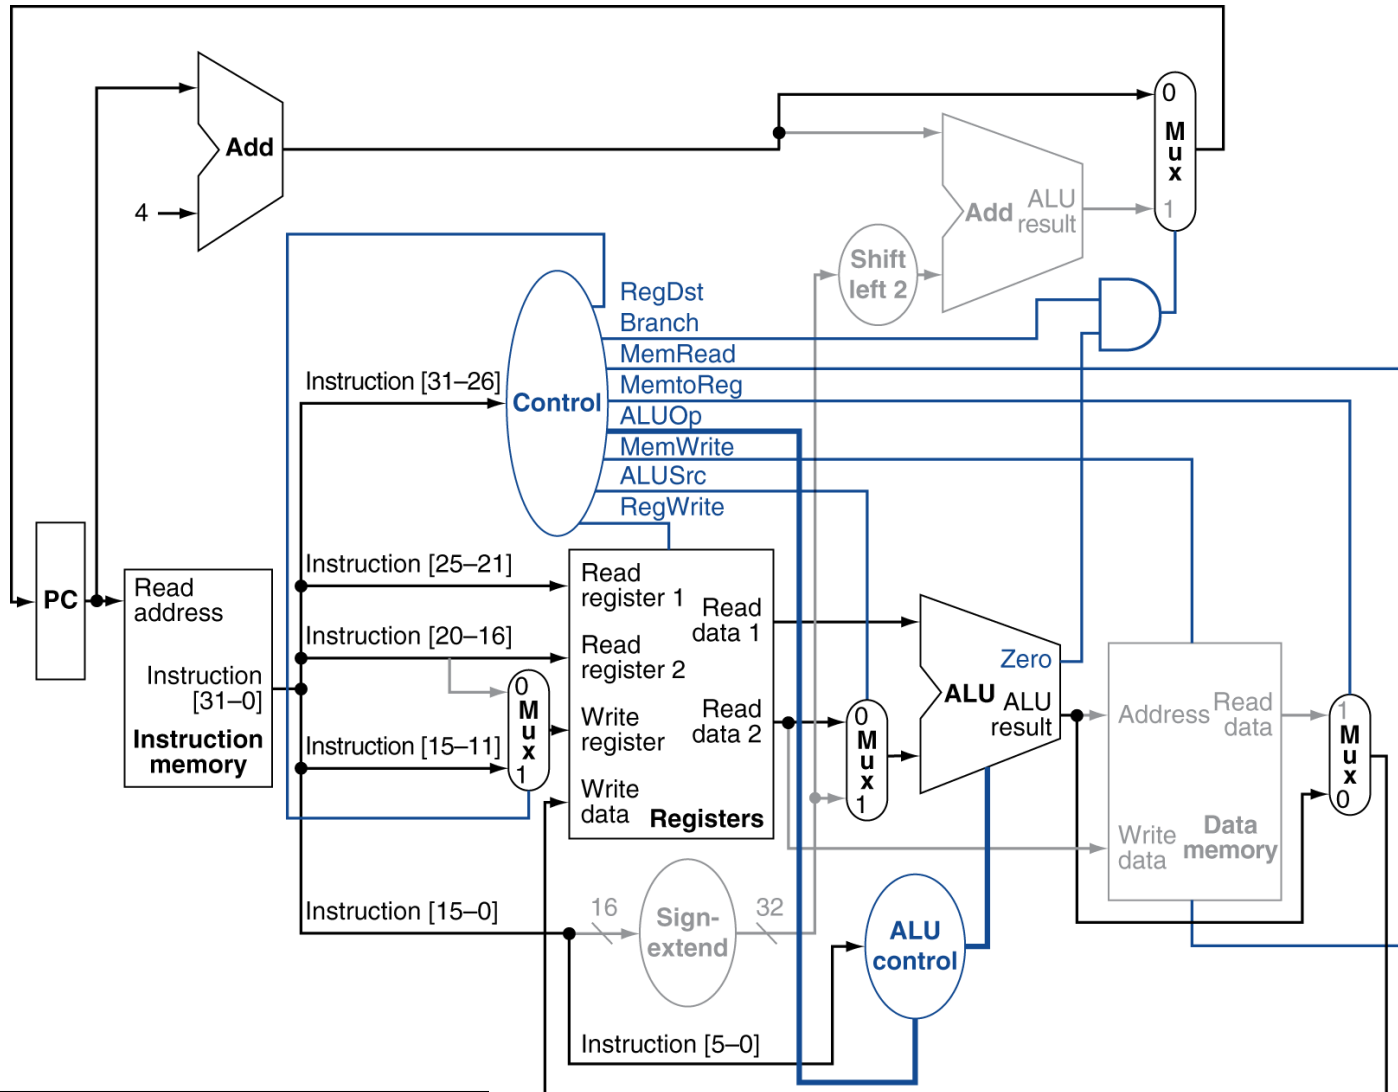 0
M
u
x
1
Add
4
Add
ALU
result
Shift
left 2
RegDst
Branch
MemRead
MemtoReg
ALUOp
MemWrite
ALUSrc
RegWrite
Control
Instruction [31–26]
PC
Read
address
Instruction
[31–0]
Instruction
memory
Instruction [25–21]
Instruction [20–16]
Instruction [15–11]
0
M
u
x
1
Read
register 1
Read
register 2
Write
register
Write
data
Read
data 1
Read
data 2
Registers
0
M
u
x
1
Zero
ALU
ALU
result
Address
Read
data
Write
data
Data
memory
1
M
u
x
0
Instruction [15–0]
16
Sign-
extend
32
ALU
control
Instruction [5–0]